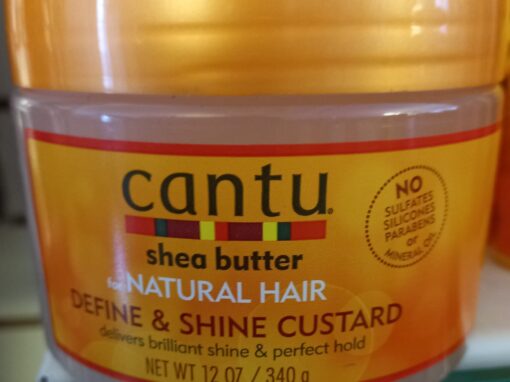 cantu
shea butter
for NATURAL HAIR
DEFINE & SHINE CUSTARD
delivers brilliant shine & perfect hold
NET WT 12 OZ / 340 g
NO
SULFATES
SILICONES
PARABENS
or
MINERAL OIL